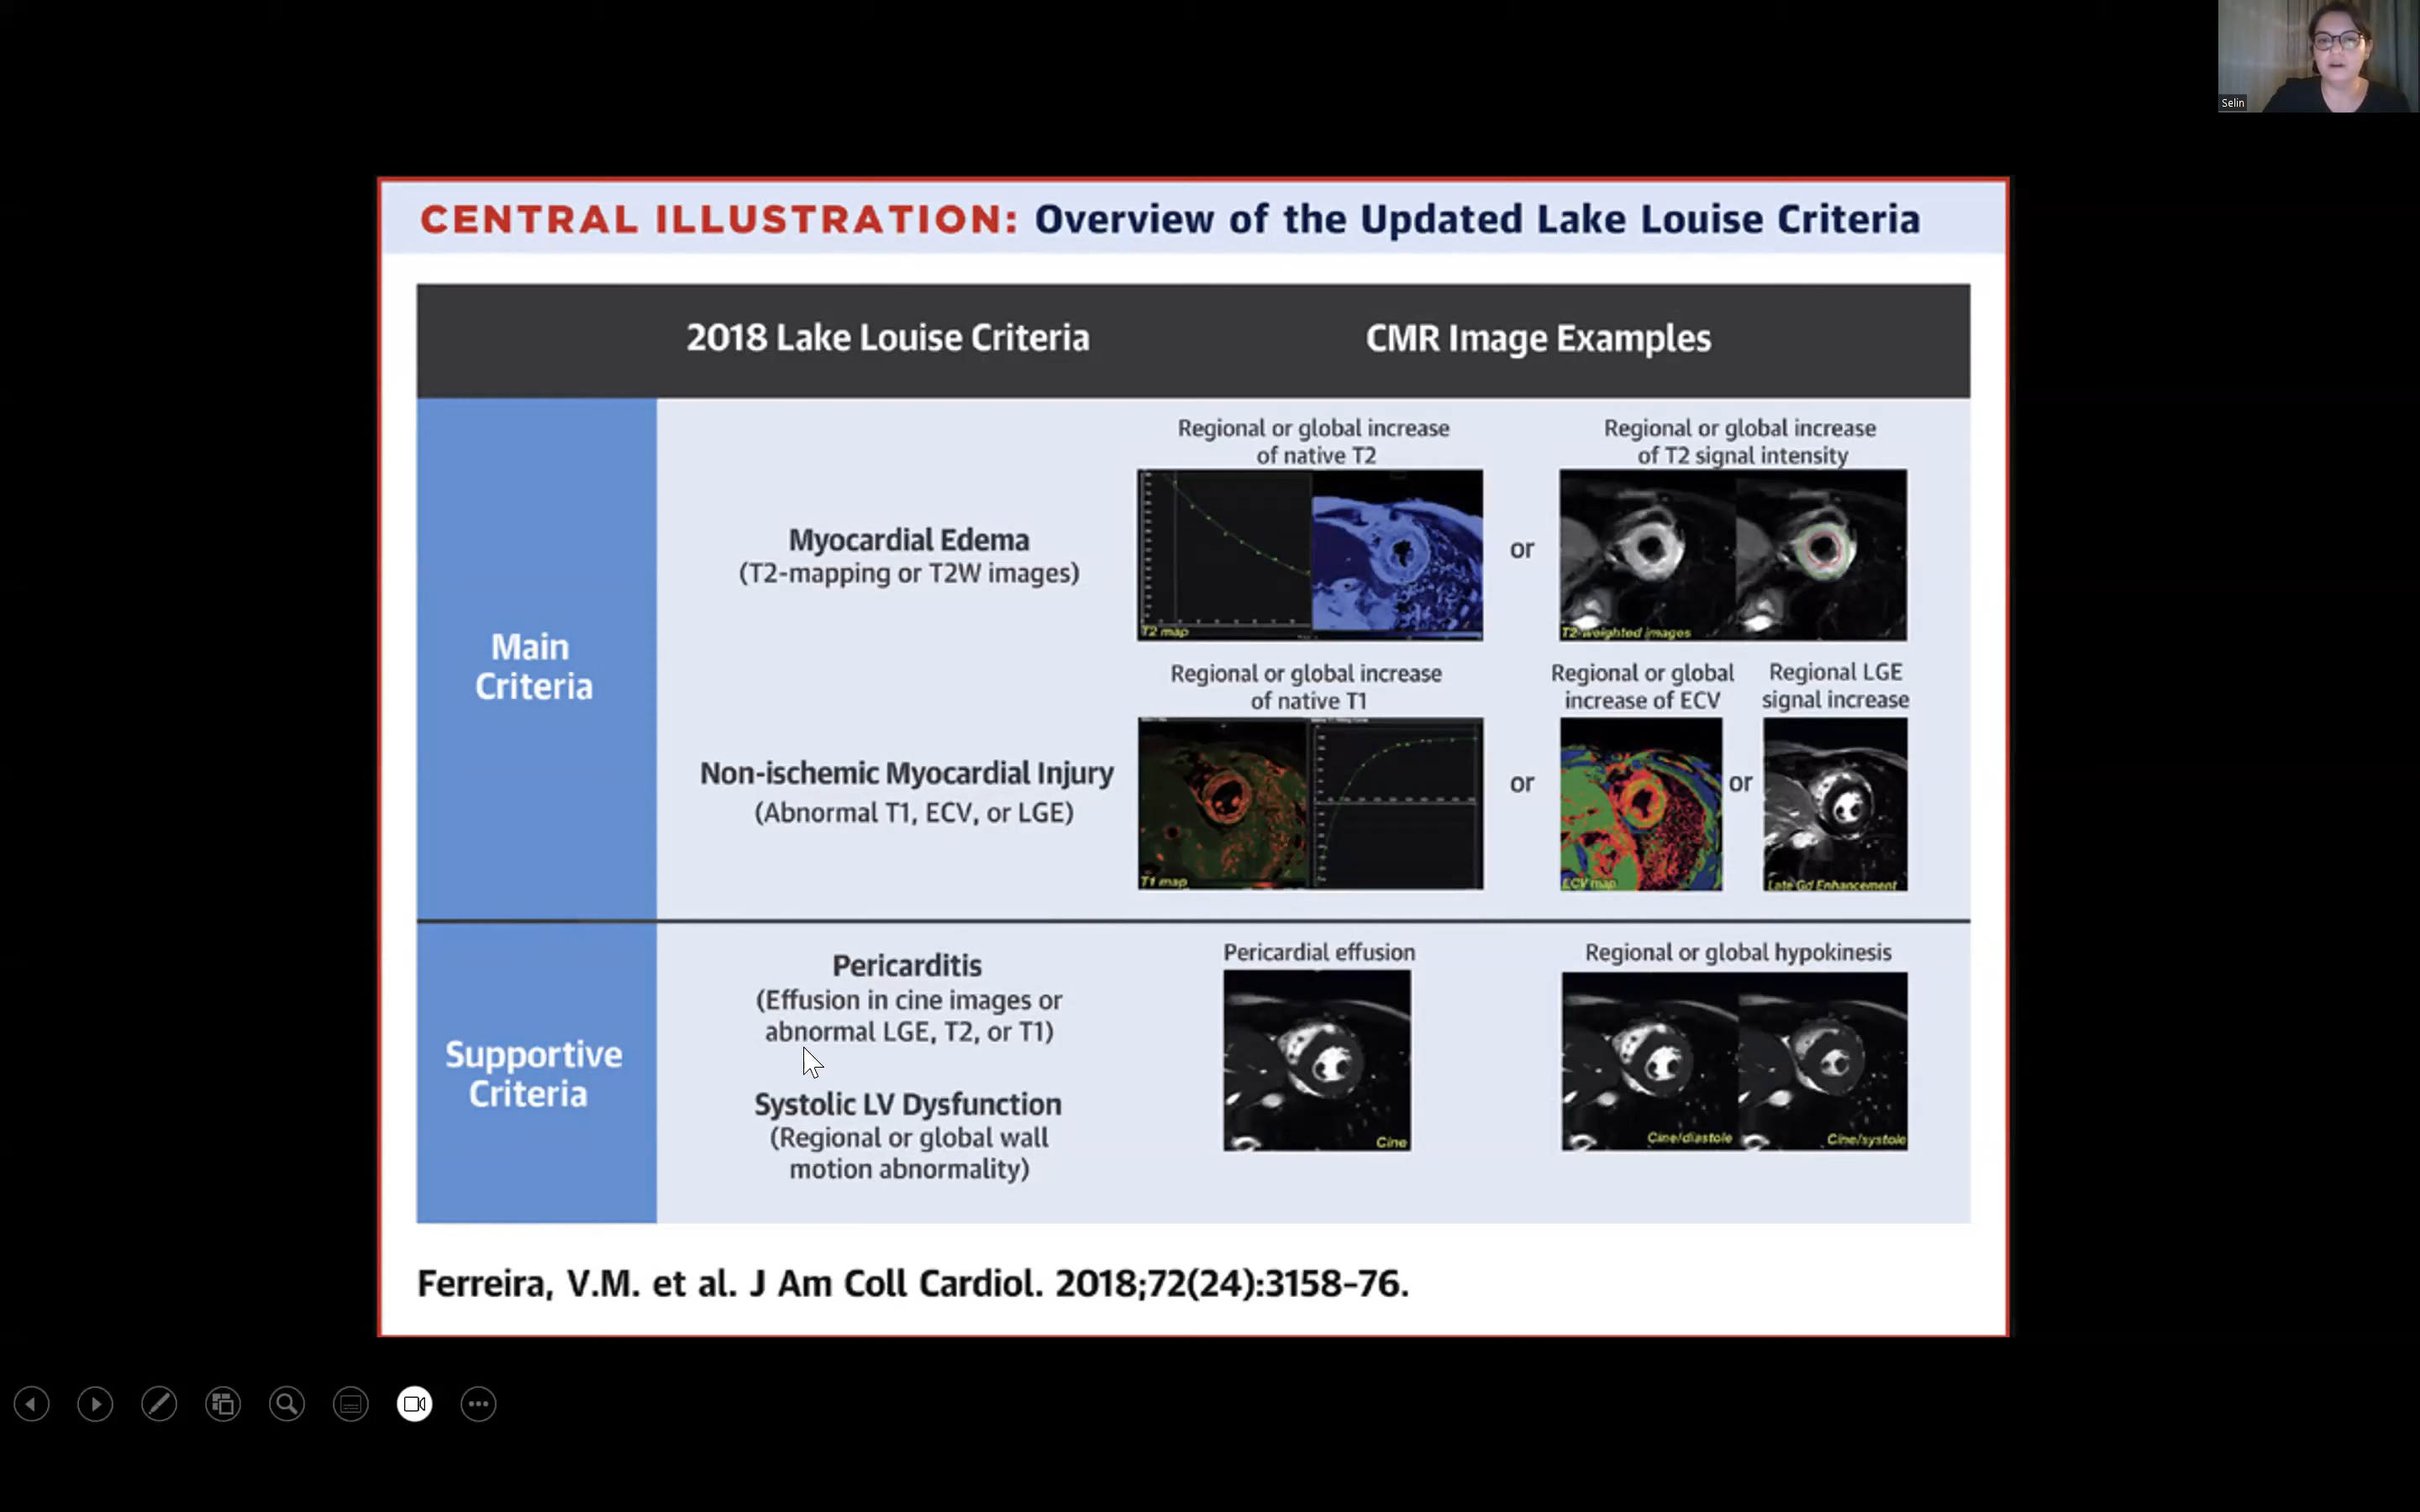 Selin
CENTRAL ILLUSTRATION: Overview of the Updated Lake Louise Criteria
2018 Lake Louise Criteria
CMR Image Examples
Main
Criteria
Myocardial Edema
(T2-mapping or T2W images)
Regional or global increase
of native T2
T2 map
or
Regional or global increase
of T2 signal intensity
T2-weighted images
Non-ischemic Myocardial Injury
(Abnormal T1, ECV, or LGE)
Regional or global increase
of native T1
T1 map
or
Regional or global
increase of ECV
ECV map
or
Regional LGE
signal increase
Late Gd Enhancement
Supportive
Criteria
Pericarditis
(Effusion in cine images or
abnormal LGE, T2, or T1)
Systolic LV Dysfunction
(Regional or global wall
motion abnormality)
Pericardial effusion
Cine
Regional or global hypokinesis
Cine/diastole
Cine/systole
Ferreira, V.M. et al. J Am Coll Cardiol. 2018;72(24):3158–76.